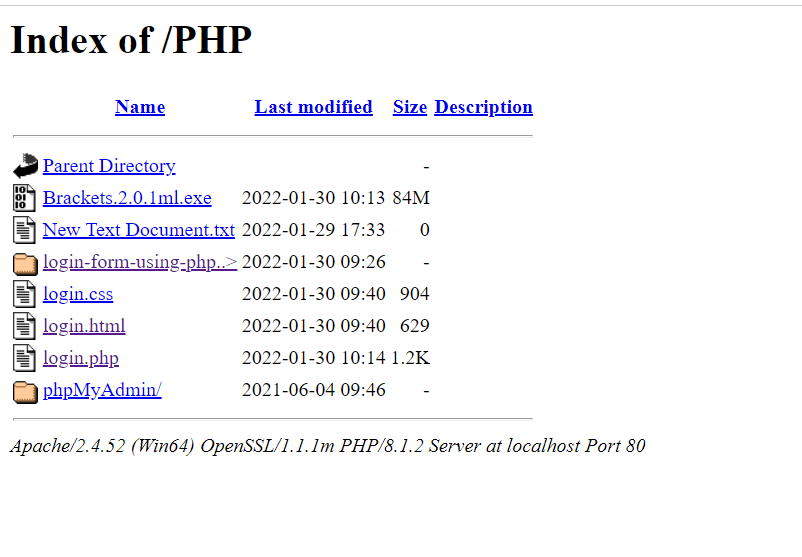 Index of /PHP
Name Last modified Size Description
Parent Directory -
Brackets.2.0.1ml.exe 2022-01-30 10:13 84M
New Text Document.txt 2022-01-29 17:33 0
login-form-using-php..> 2022-01-30 09:26 -
login.css 2022-01-30 09:40 904
login.html 2022-01-30 09:40 629
login.php 2022-01-30 10:14 1.2K
phpMyAdmin/ 2021-06-04 09:46 -
Apache/2.4.52 (Win64) OpenSSL/1.1.1m PHP/8.1.2 Server at localhost Port 80